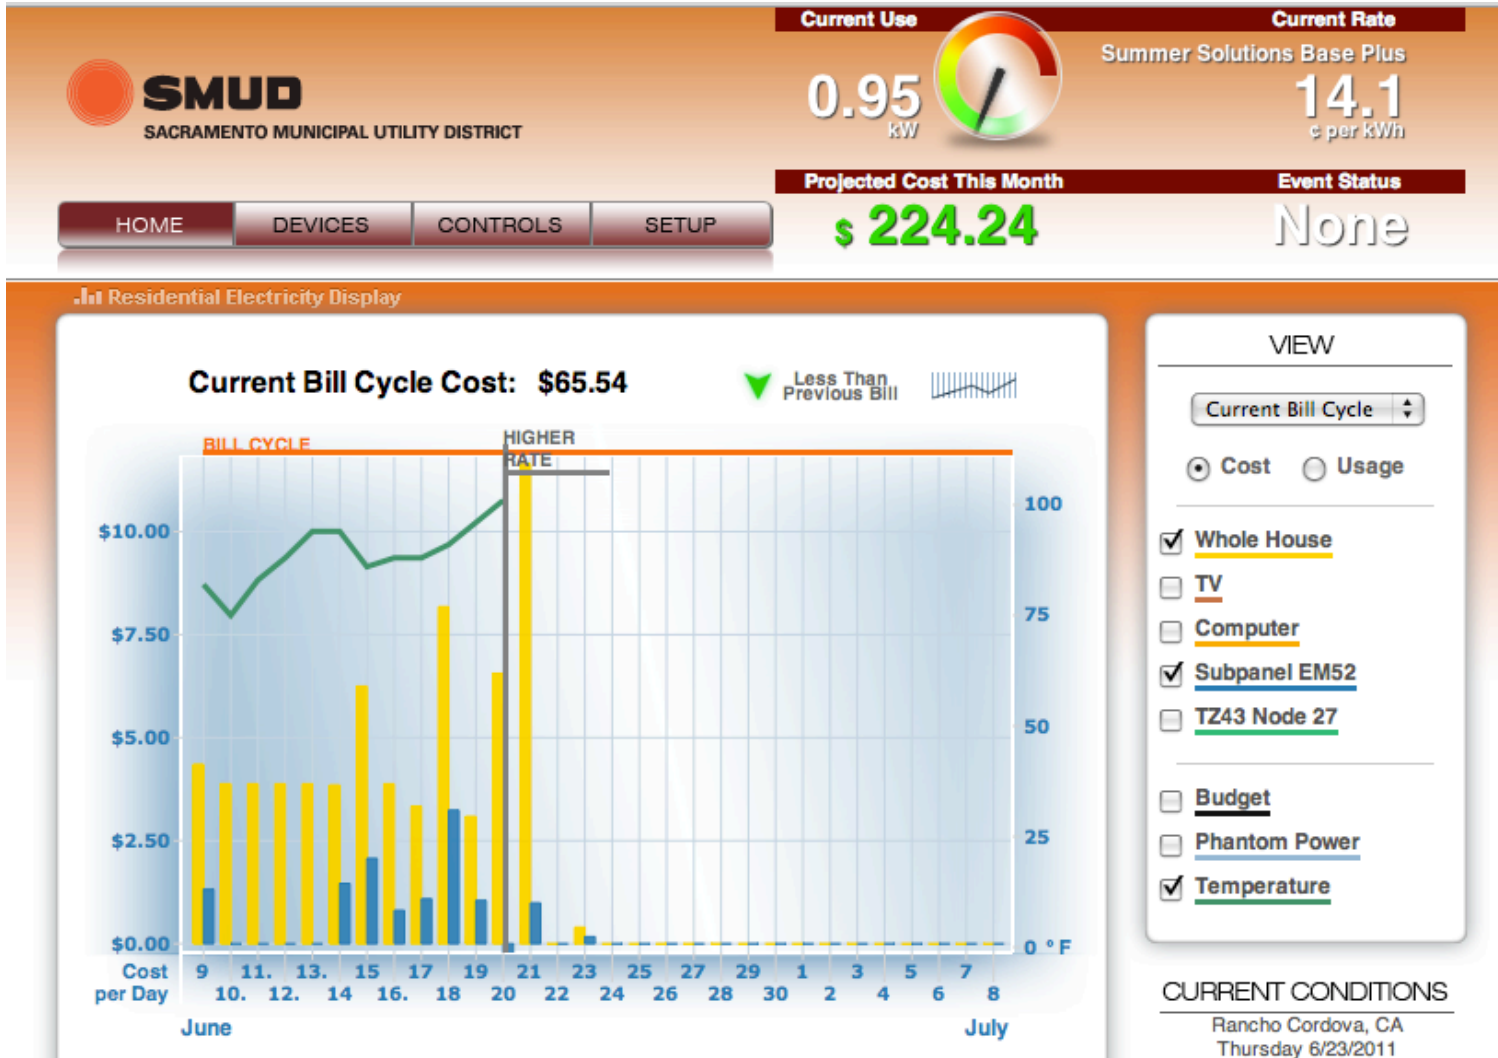 Current Use
Current Rate
Summer Solutions Base Plus
0.95
kW
14.1
¢ per kWh
SMUD
SACRAMENTO MUNICIPAL UTILITY DISTRICT
Projected Cost This Month
Event Status
$ 224.24
None
HOME
DEVICES
CONTROLS
SETUP
Residential Electricity Display
Current Bill Cycle Cost: $65.54
Less Than
Previous Bill
BILL CYCLE
HIGHER
RATE
$10.00
$7.50
$5.00
$2.50
$0.00
100
75
50
25
0 °F
Cost
per Day
9 11. 13. 15 17 19 21 23 25 27 29 1 3 5 7
10. 12. 14 16. 18 20 22 24 26 28 30 2 4 6 8
June
July
VIEW
Current Bill Cycle
Cost
Usage
Whole House
TV
Computer
Subpanel EM52
TZ43 Node 27
Budget
Phantom Power
Temperature
CURRENT CONDITIONS
Rancho Cordova, CA
Thursday 6/23/2011